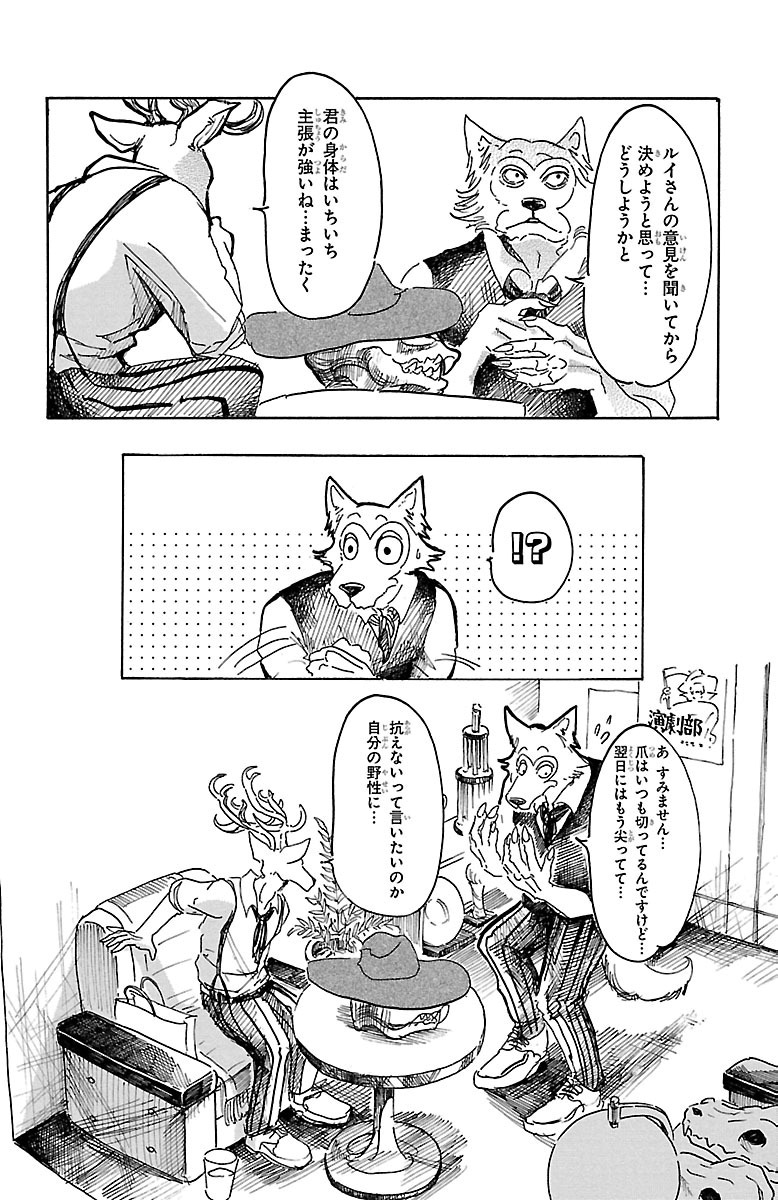 ルイさんの意見を聞いてから
決めようと思って…
どうしようかと
君の身体はいちいち
主張が強いね…まったく
!?
あ すみません…
爪はいつも切ってるんですけど…
翌日にはもう尖ってて…
抗えないって言いたいのか
自分の野性に…
演劇部